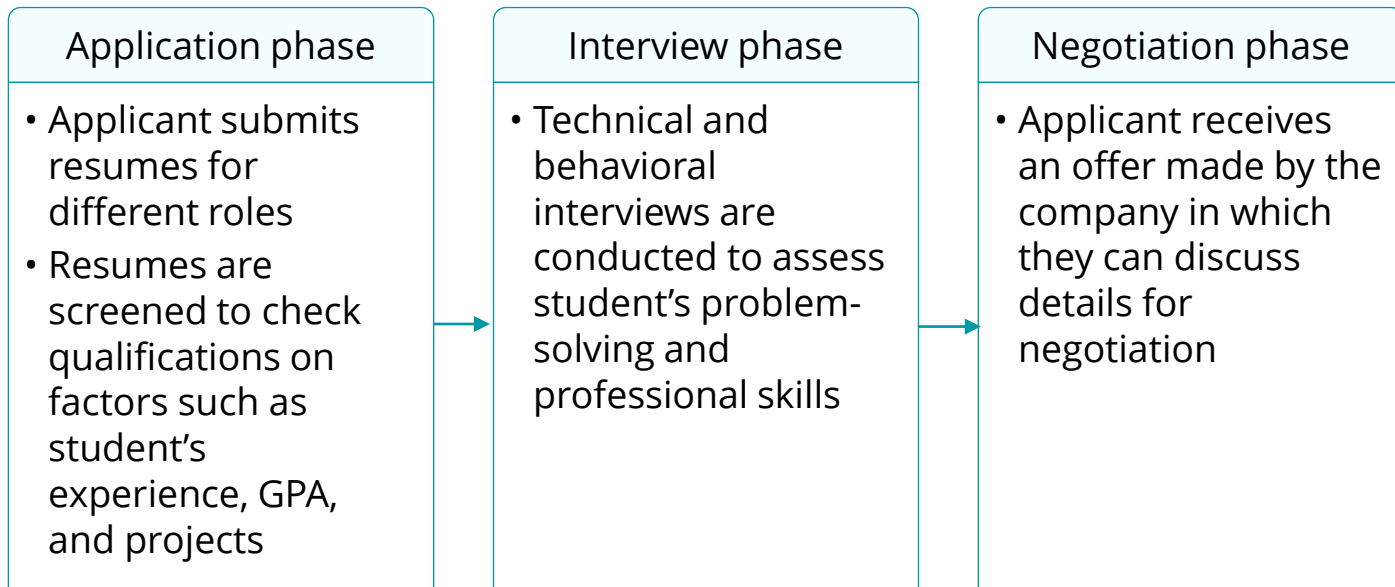 Application phase
• Applicant submits
resumes for
different roles
• Resumes are
screened to check
qualifications on
factors such as
student’s
experience, GPA,
and projects
Interview phase
• Technical and
behavioral
interviews are
conducted to assess
student’s problem-
solving and
professional skills
Negotiation phase
• Applicant receives
an offer made by the
company in which
they can discuss
details for
negotiation